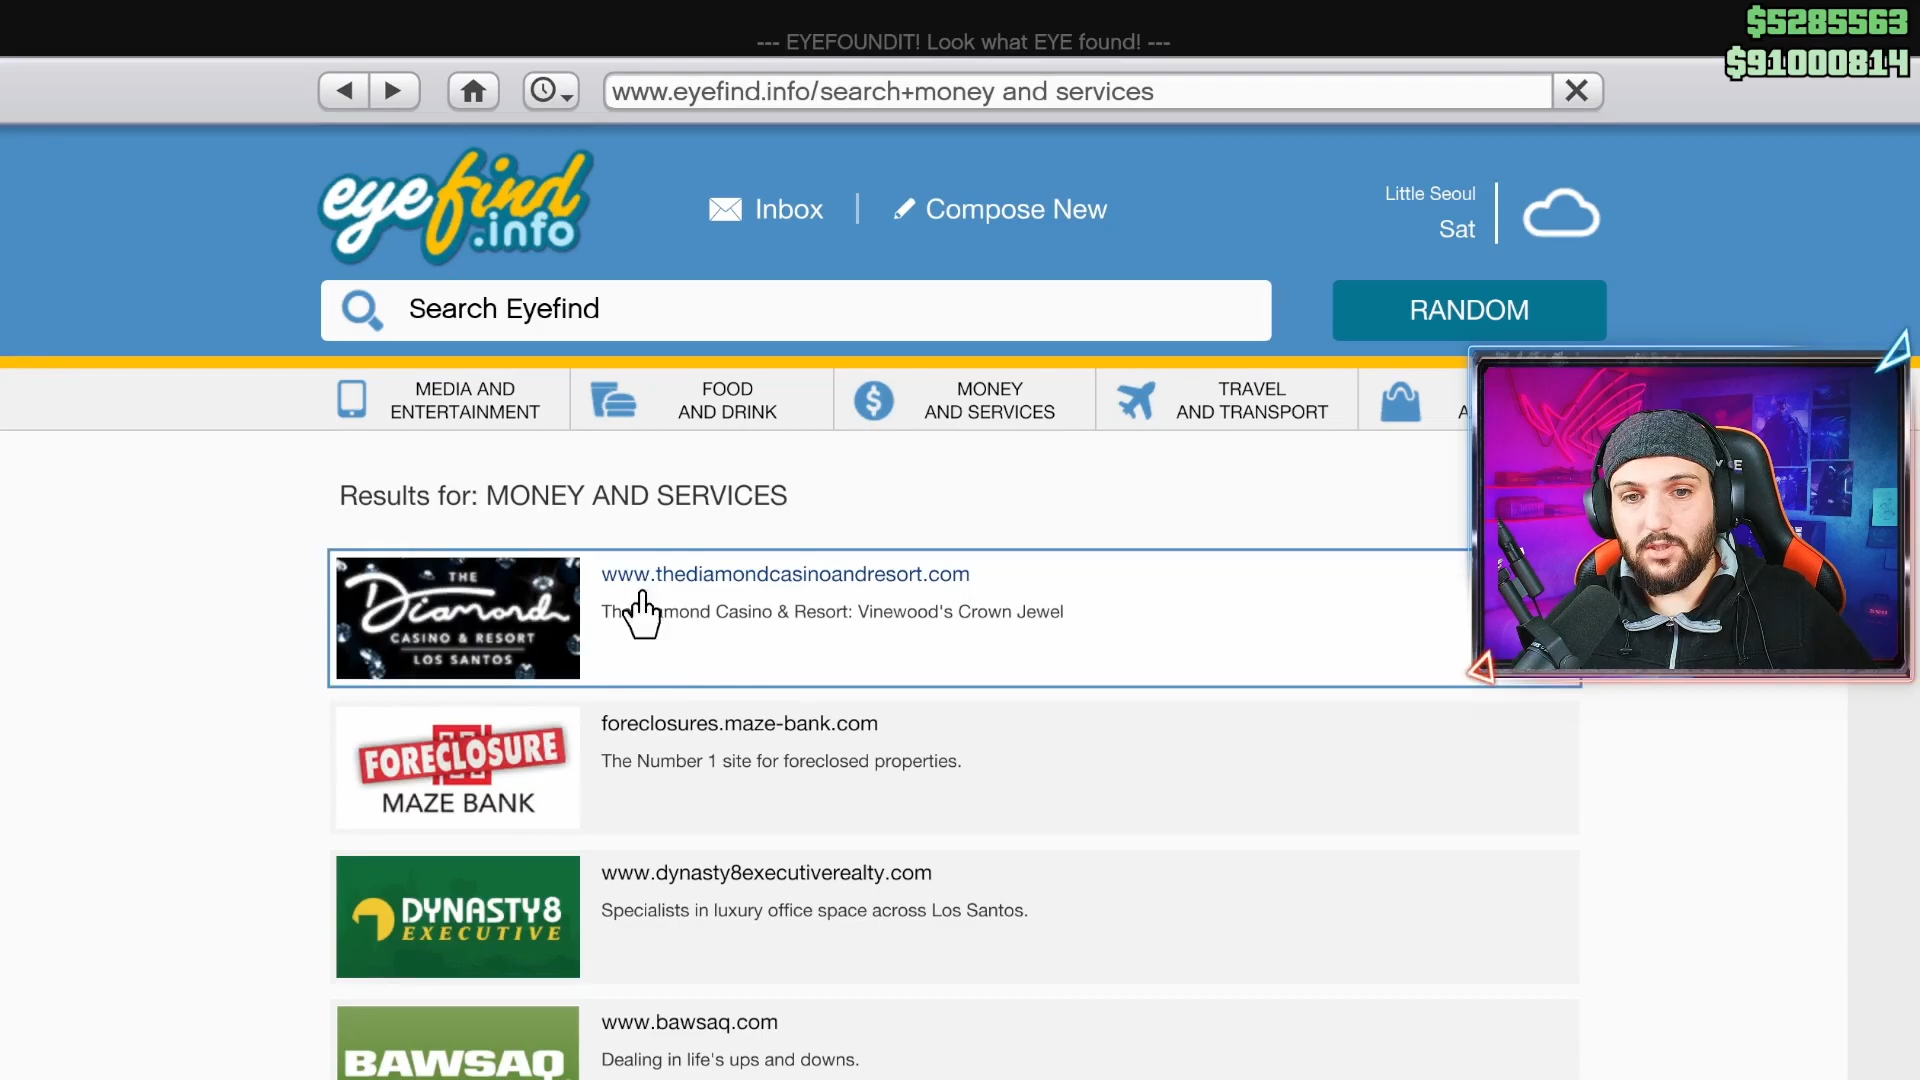 $5285563
--- EYEFOUNDIT! Look what EYE found! ---
$91000814
www.eyefind.info/search+money and services
eyefind
.info
Inbox
Compose New
Little Seoul
Sat
Search Eyefind
RANDOM
MEDIA AND
ENTERTAINMENT
FOOD
AND DRINK
MONEY
AND SERVICES
TRAVEL
AND TRANSPORT
Results for: MONEY AND SERVICES
THE
Diamond
CASINO & RESORT
LOS SANTOS
www.thediamondcasinoandresort.com
Th mond Casino & Resort: Vinewood's Crown Jewel
FORECLOSURE
MAZE BANK
foreclosures.maze-bank.com
The Number 1 site for foreclosed properties.
DYNASTY8
EXECUTIVE
www.dynasty8executiverealty.com
Specialists in luxury office space across Los Santos.
BAWSAQ
www.bawsaq.com
Dealing in life's ups and downs.